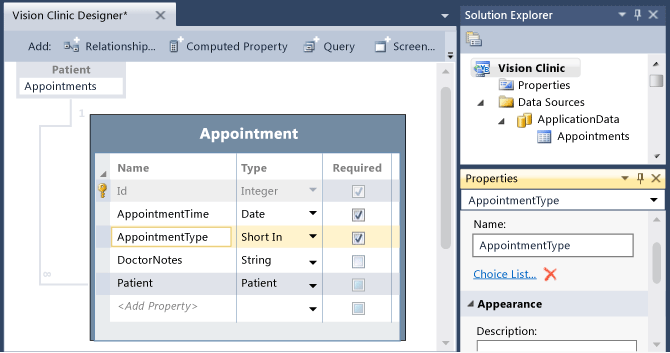 Vision Clinic Designer*
Add: Relationship... Computed Property Query Screen...
Patient
Appointments
1
∞
Appointment
Name Type Required
Id Integer
AppointmentTime Date
AppointmentType Short In
DoctorNotes String
Patient Patient
<Add Property>
Solution Explorer
Vision Clinic
Properties
Data Sources
ApplicationData
Appointments
Properties
AppointmentType
Name:
AppointmentType
Choice List...
Appearance
Description: